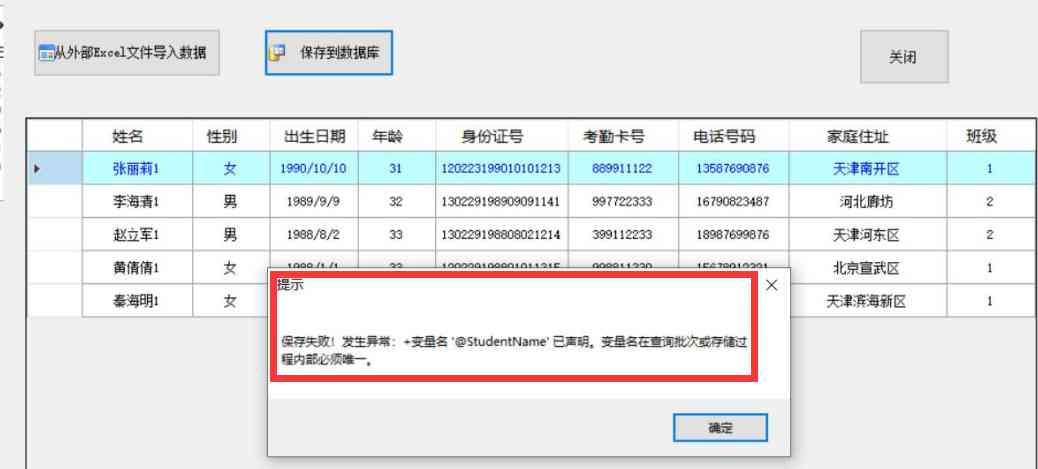 从外部Excel文件导入数据
保存到数据库
关闭
姓名 性别 出生日期 年龄 身份证号 考勤卡号 电话号码 家庭住址 班级
张丽莉1 女 1990/10/10 31 120223199010101213 889911122 13587690876 天津南开区 1
李海清1 男 1989/9/9 32 130229198909091141 997722333 16790823487 河北廊坊 2
赵立军1 男 1988/8/2 33 130229198808021214 399112233 18987699876 天津河东区 2
黄倩倩1 女 北京宣武区 1
秦海明1 女 天津滨海新区 1
提示
保存失败！发生异常：+变量名 '@StudentName' 已声明。变量名在查询批次或存储过
程内部必须唯一。
确定